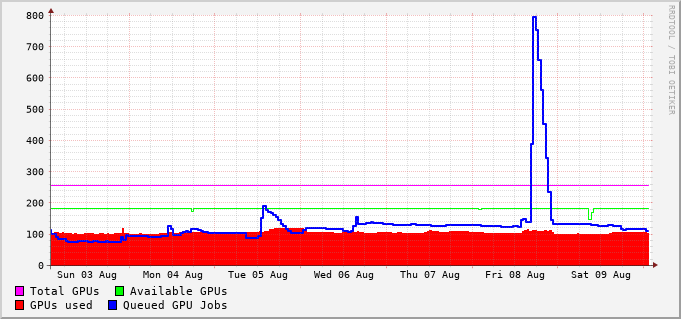 800
700
600
500
400
300
200
100
0
Sun 03 Aug Mon 04 Aug Tue 05 Aug Wed 06 Aug Thu 07 Aug Fri 08 Aug Sat 09 Aug
Total GPUs Available GPUs
GPUs used Queued GPU Jobs
RRDTOOL / TOBI OETIKER